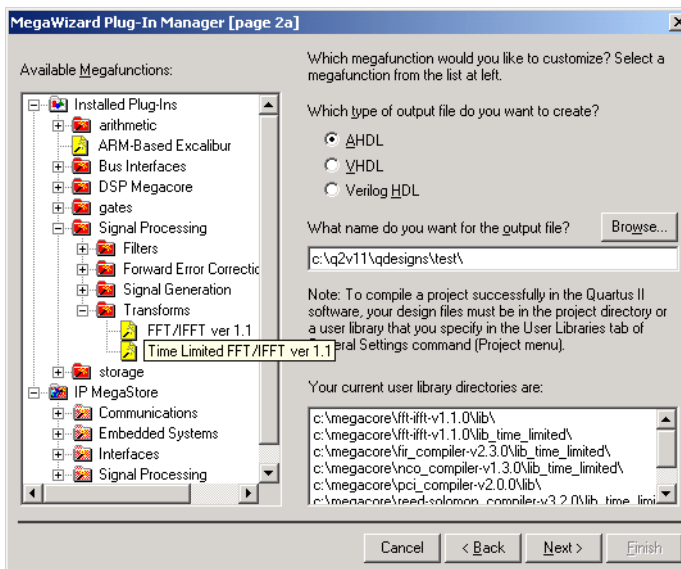 MegaWizard Plug-In Manager [page 2a]
Available Megafunctions:
Installed Plug-Ins
arithmetic
ARM-Based Excalibur
Bus Interfaces
DSP Megacore
gates
Signal Processing
Filters
Forward Error Correctic
Signal Generation
Transforms
FFT/IFFT ver 1.1
Time Limited FFT/IFFT ver 1.1
storage
IP MegaStore
Communications
Embedded Systems
Interfaces
Signal Processing
Which megafunction would you like to customize? Select a
megafunction from the list at left.
Which type of output file do you want to create?
AHDL
VHDL
Verilog HDL
What name do you want for the output file?
Browse...
c:\q2v11\qdesigns\test\
Note: To compile a project successfully in the Quartus II
software, your design files must be in the project directory or
a user library that you specify in the User Libraries tab of
General Settings command (Project menu).
Your current user library directories are:
c:\megacore\fft-ifft-v1.1.0\lib\
c:\megacore\fft-ifft-v1.1.0\lib_time_limited\
c:\megacore\fir_compiler-v2.3.0\lib_time_limited\
c:\megacore\nco_compiler-v1.3.0\lib_time_limited\
c:\megacore\pci_compiler-v2.0.0\lib\
c:\megacore\reed-solomon_compiler-v3.2.0\lib_time_limi
Cancel
< Back
Next >
Finish